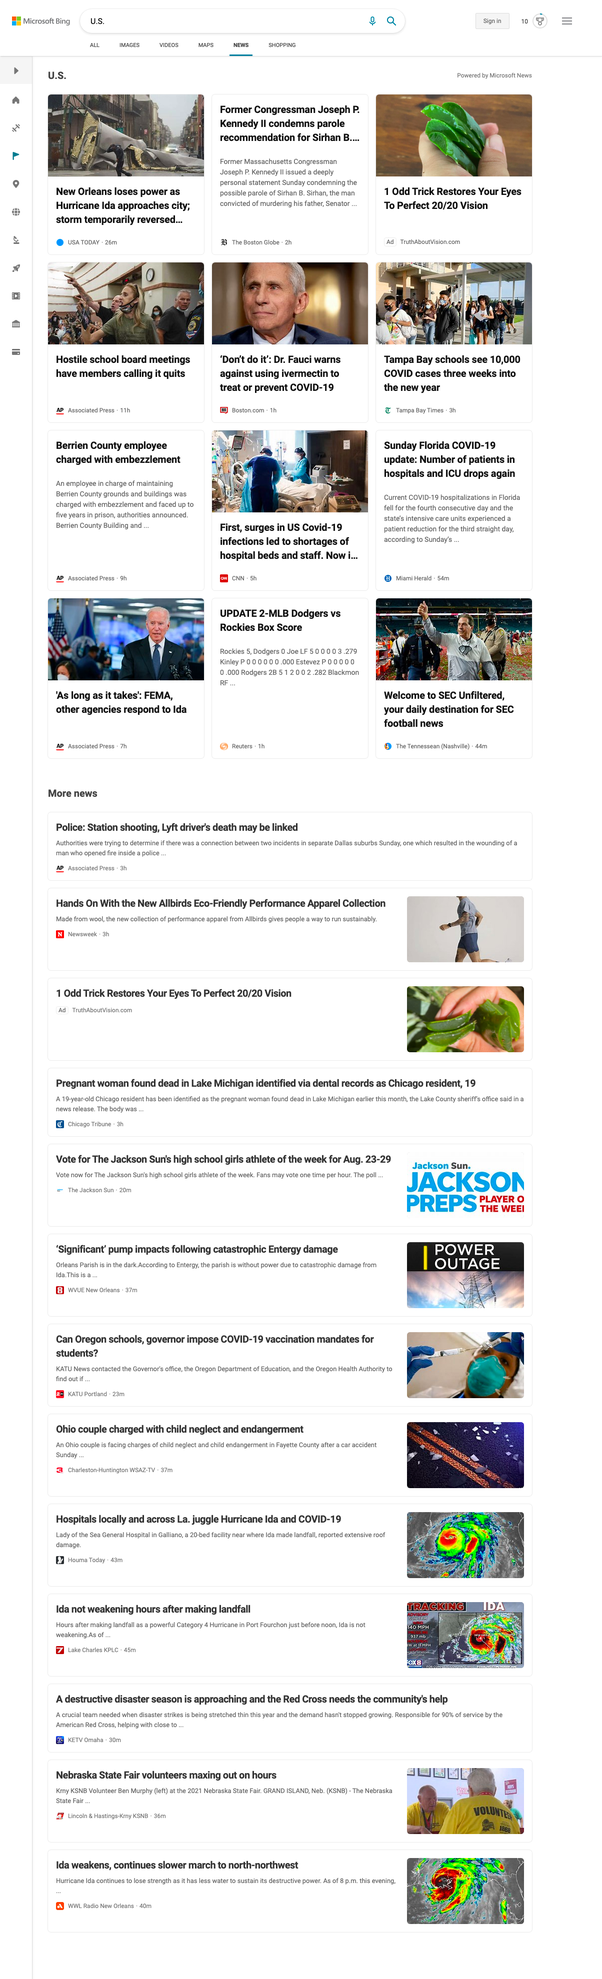 Microsoft Bing
U.S.
Sign in
10
ALL IMAGES VIDEOS MAPS NEWS SHOPPING
U.S.
Powered by Microsoft News
New Orleans loses power as
Hurricane Ida approaches city;
storm temporarily reversed...
USA TODAY · 26m
Former Congressman Joseph P.
Kennedy II condemns parole
recommendation for Sirhan B....
Former Massachusetts Congressman
Joseph P. Kennedy II issued a deeply
personal statement Sunday condemning the
possible parole of Sirhan B. Sirhan, the man
convicted of murdering his father, Senator ...
The Boston Globe · 2h
1 Odd Trick Restores Your Eyes
To Perfect 20/20 Vision
Ad TruthAboutVision.com
Hostile school board meetings
have members calling it quits
AP Associated Press · 11h
'Don't do it': Dr. Fauci warns
against using ivermectin to
treat or prevent COVID-19
Boston.com · 1h
Tampa Bay schools see 10,000
COVID cases three weeks into
the new year
Tampa Bay Times · 3h
Berrien County employee
charged with embezzlement
An employee in charge of maintaining
Berrien County grounds and buildings was
charged with embezzlement and faced up to
five years in prison, authorities announced.
Berrien County Building and ...
AP Associated Press · 9h
First, surges in US Covid-19
infections led to shortages of
hospital beds and staff. Now i...
CNN · 5h
Sunday Florida COVID-19
update: Number of patients in
hospitals and ICU drops again
Current COVID-19 hospitalizations in Florida
fell for the fourth consecutive day and the
state's intensive care units experienced a
patient reduction for the third straight day,
according to Sunday's ...
Miami Herald · 54m
'As long as it takes': FEMA,
other agencies respond to Ida
AP Associated Press · 7h
UPDATE 2-MLB Dodgers vs
Rockies Box Score
Rockies 5, Dodgers 0 Joe LF 5 0 0 0 0 3 .279
Kinley P 0 0 0 0 0 0 .000 Estevez P 0 0 0 0 0
0 .000 Rodgers 2B 5 1 2 0 0 2 .282 Blackmon
RF ...
Reuters · 1h
Welcome to SEC Unfiltered,
your daily destination for SEC
football news
The Tennessean (Nashville) · 44m
More news
Police: Station shooting, Lyft driver's death may be linked
Authorities were trying to determine if there was a connection between two incidents in separate Dallas suburbs Sunday, one which resulted in the wounding of a
man who opened fire inside a police ...
AP Associated Press · 3h
Hands On With the New Allbirds Eco-Friendly Performance Apparel Collection
Made from wool, the new collection of performance apparel from Allbirds gives people a way to run sustainably.
N Newsweek · 3h
1 Odd Trick Restores Your Eyes To Perfect 20/20 Vision
Ad TruthAboutVision.com
Pregnant woman found dead in Lake Michigan identified via dental records as Chicago resident, 19
A 19-year-old Chicago resident has been identified as the pregnant woman found dead in Lake Michigan earlier this month, the Lake County sheriff's office said in a
news release. The body was ...
Chicago Tribune · 3h
Vote for The Jackson Sun's high school girls athlete of the week for Aug. 23-29
Vote now for The Jackson Sun's high school girls athlete of the week. Fans may vote one time per hour. The poll ...
The Jackson Sun · 20m
Jackson Sun.
JACKSON
PREPS PLAYER O
THE WEE
'Significant' pump impacts following catastrophic Entergy damage
Orleans Parish is in the dark.According to Entergy, the parish is without power due to catastrophic damage from
Ida.This is a ...
8 WVUE New Orleans · 37m
POWER
OUTAGE
Can Oregon schools, governor impose COVID-19 vaccination mandates for
students?
KATU News contacted the Governor's office, the Oregon Department of Education, and the Oregon Health Authority to
find out if ...
KATU Portland · 23m
Ohio couple charged with child neglect and endangerment
An Ohio couple is facing charges of child neglect and child endangerment in Fayette County after a car accident
Sunday ...
Charleston-Huntington WSAZ-TV · 37m
Hospitals locally and across La. juggle Hurricane Ida and COVID-19
Lady of the Sea General Hospital in Galliano, a 20-bed facility near where Ida made landfall, reported extensive roof
damage.
Houma Today · 43m
Ida not weakening hours after making landfall
Hours after making landfall as a powerful Category 4 Hurricane in Port Fourchon just before noon, Ida is not
weakening.As of ...
7 Lake Charles KPLC · 45m
TRACKING IDA
ADVISORY
140 MPH
FOX8
A destructive disaster season is approaching and the Red Cross needs the community's help
A crucial team needed when disaster strikes is being stretched thin this year and the demand hasn't stopped growing. Responsible for 90% of service by the
American Red Cross, helping with close to ...
KETV Omaha · 30m
Nebraska State Fair volunteers maxing out on hours
Krny KSNB Volunteer Ben Murphy (left) at the 2021 Nebraska State Fair. GRAND ISLAND, Neb. (KSNB) - The Nebraska
State Fair ...
Lincoln & Hastings-Krny KSNB · 36m
VOLUNTE
Ida weakens, continues slower march to north-northwest
Hurricane Ida continues to lose strength as it has less water to sustain its destructive power. As of 8 p.m. this evening,
...
WWL Radio New Orleans · 40m